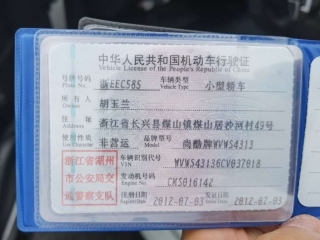 中华人民共和国机动车行驶证
Vehicle License of the People's Republic of China
号牌号码 浙EEC585 车辆类型 小型轿车
Plate No. Vehicle Type
所有人 胡玉兰
Owner
住址 浙江省长兴县煤山镇煤山居沙河村49号
Address
使用性质 非营运 品牌型号 尚酷牌WVWS4313
Use Character Model
浙江省湖州 车辆识别代号
VIN WVWS43136CV037018
市公安局交 发动机号码 CKS016142
Engine No.
通警察支队 注册日期 2012-07-03 发证日期 2012-07-03
Register Date Issue Date